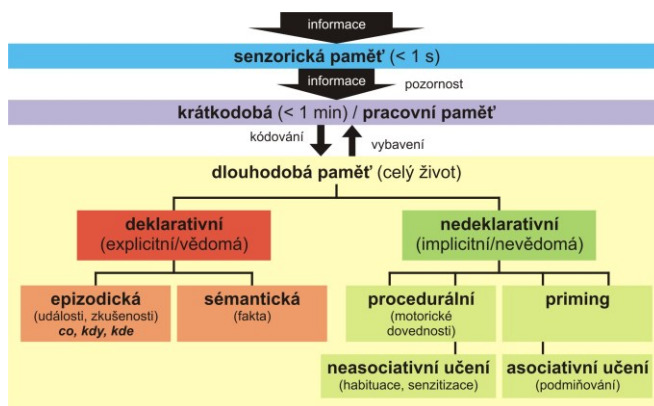 informace
senzorická paměť (< 1 s)
informace
pozornost
krátkodobá (< 1 min) / pracovní paměť
kódování
vybavení
dlouhodobá paměť (celý život)
deklarativní
(explicitní/vědomá)
nedeklarativní
(implicitní/nevědomá)
epizodická
(události, zkušenosti)
co, kdy, kde
sémantická
(fakta)
procedurální
(motorické
dovednosti)
priming
neasociativní učení
(habituace, senzitizace)
asociativní učení
(podmiňování)